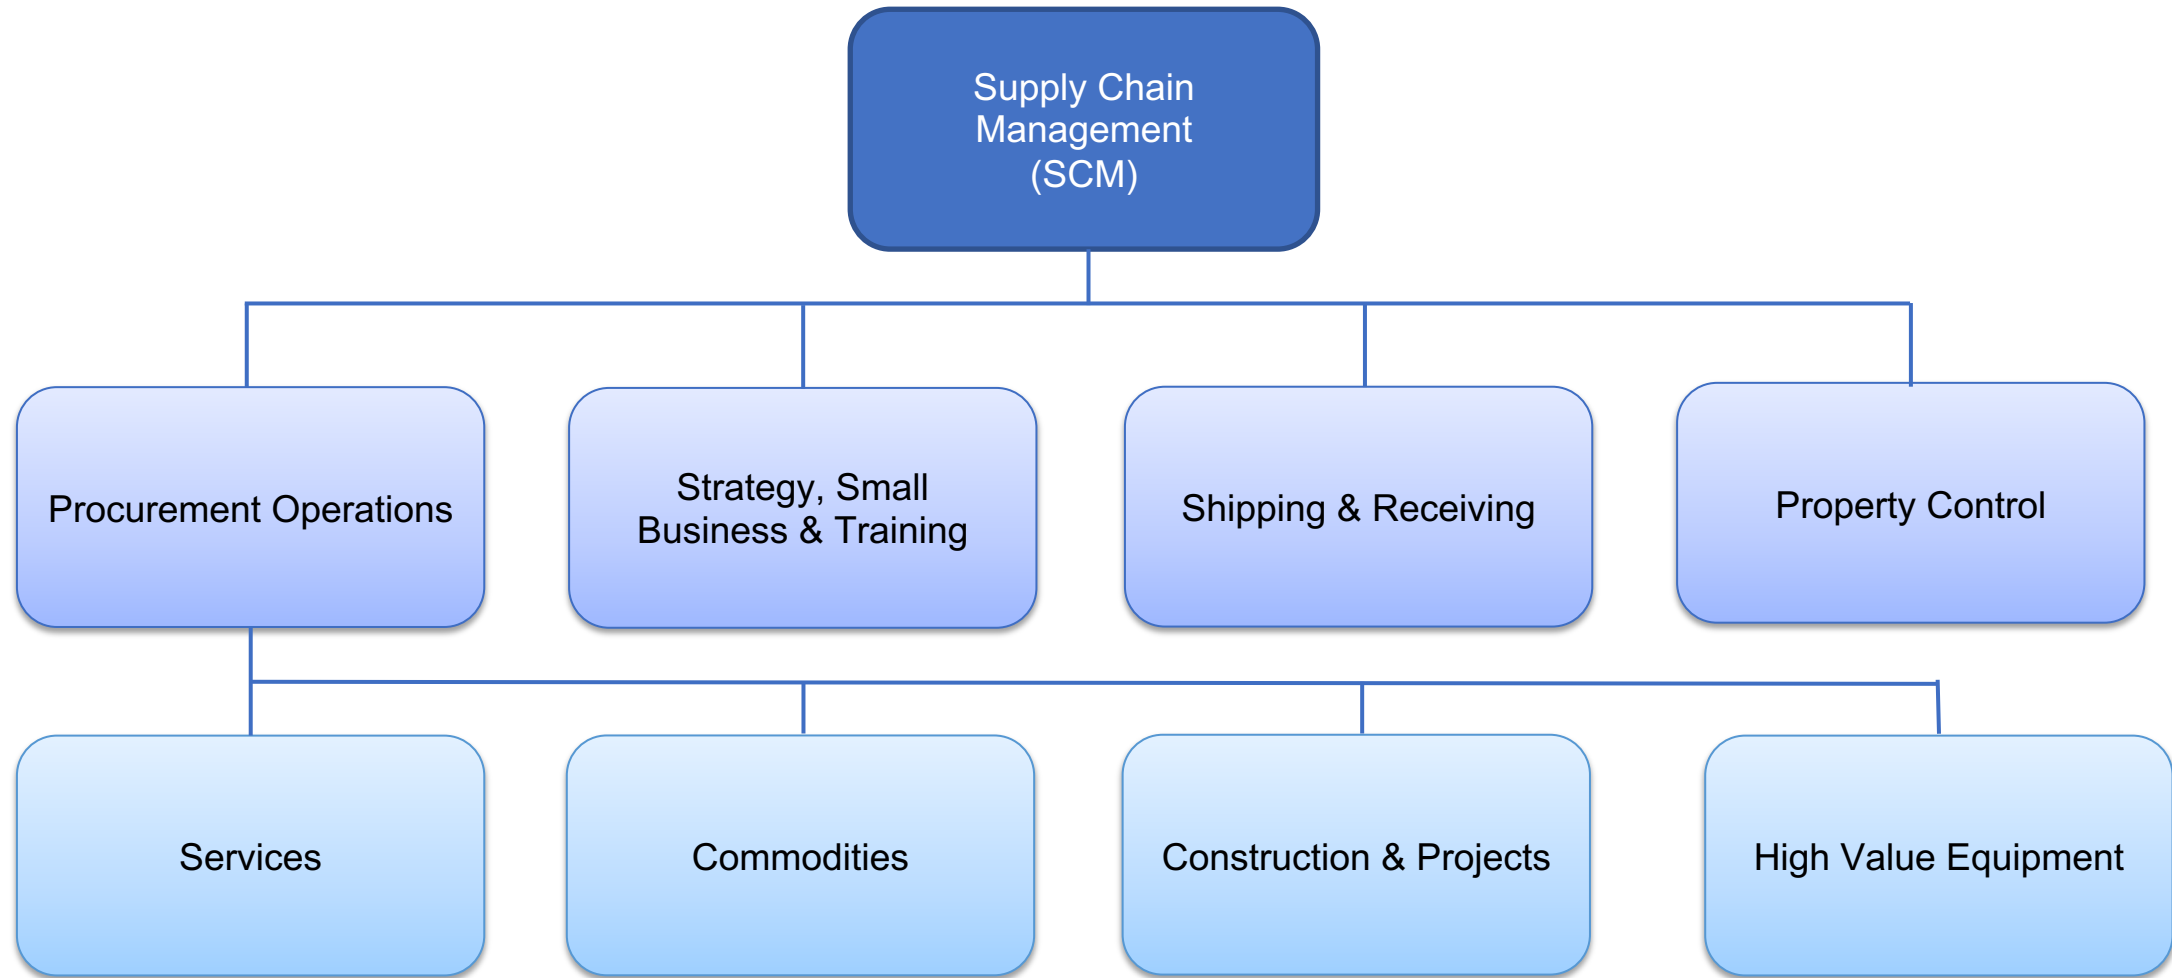 Supply Chain
Management
(SCM)
Procurement Operations
Strategy, Small
Business & Training
Shipping & Receiving
Property Control
Services
Commodities
Construction & Projects
High Value Equipment